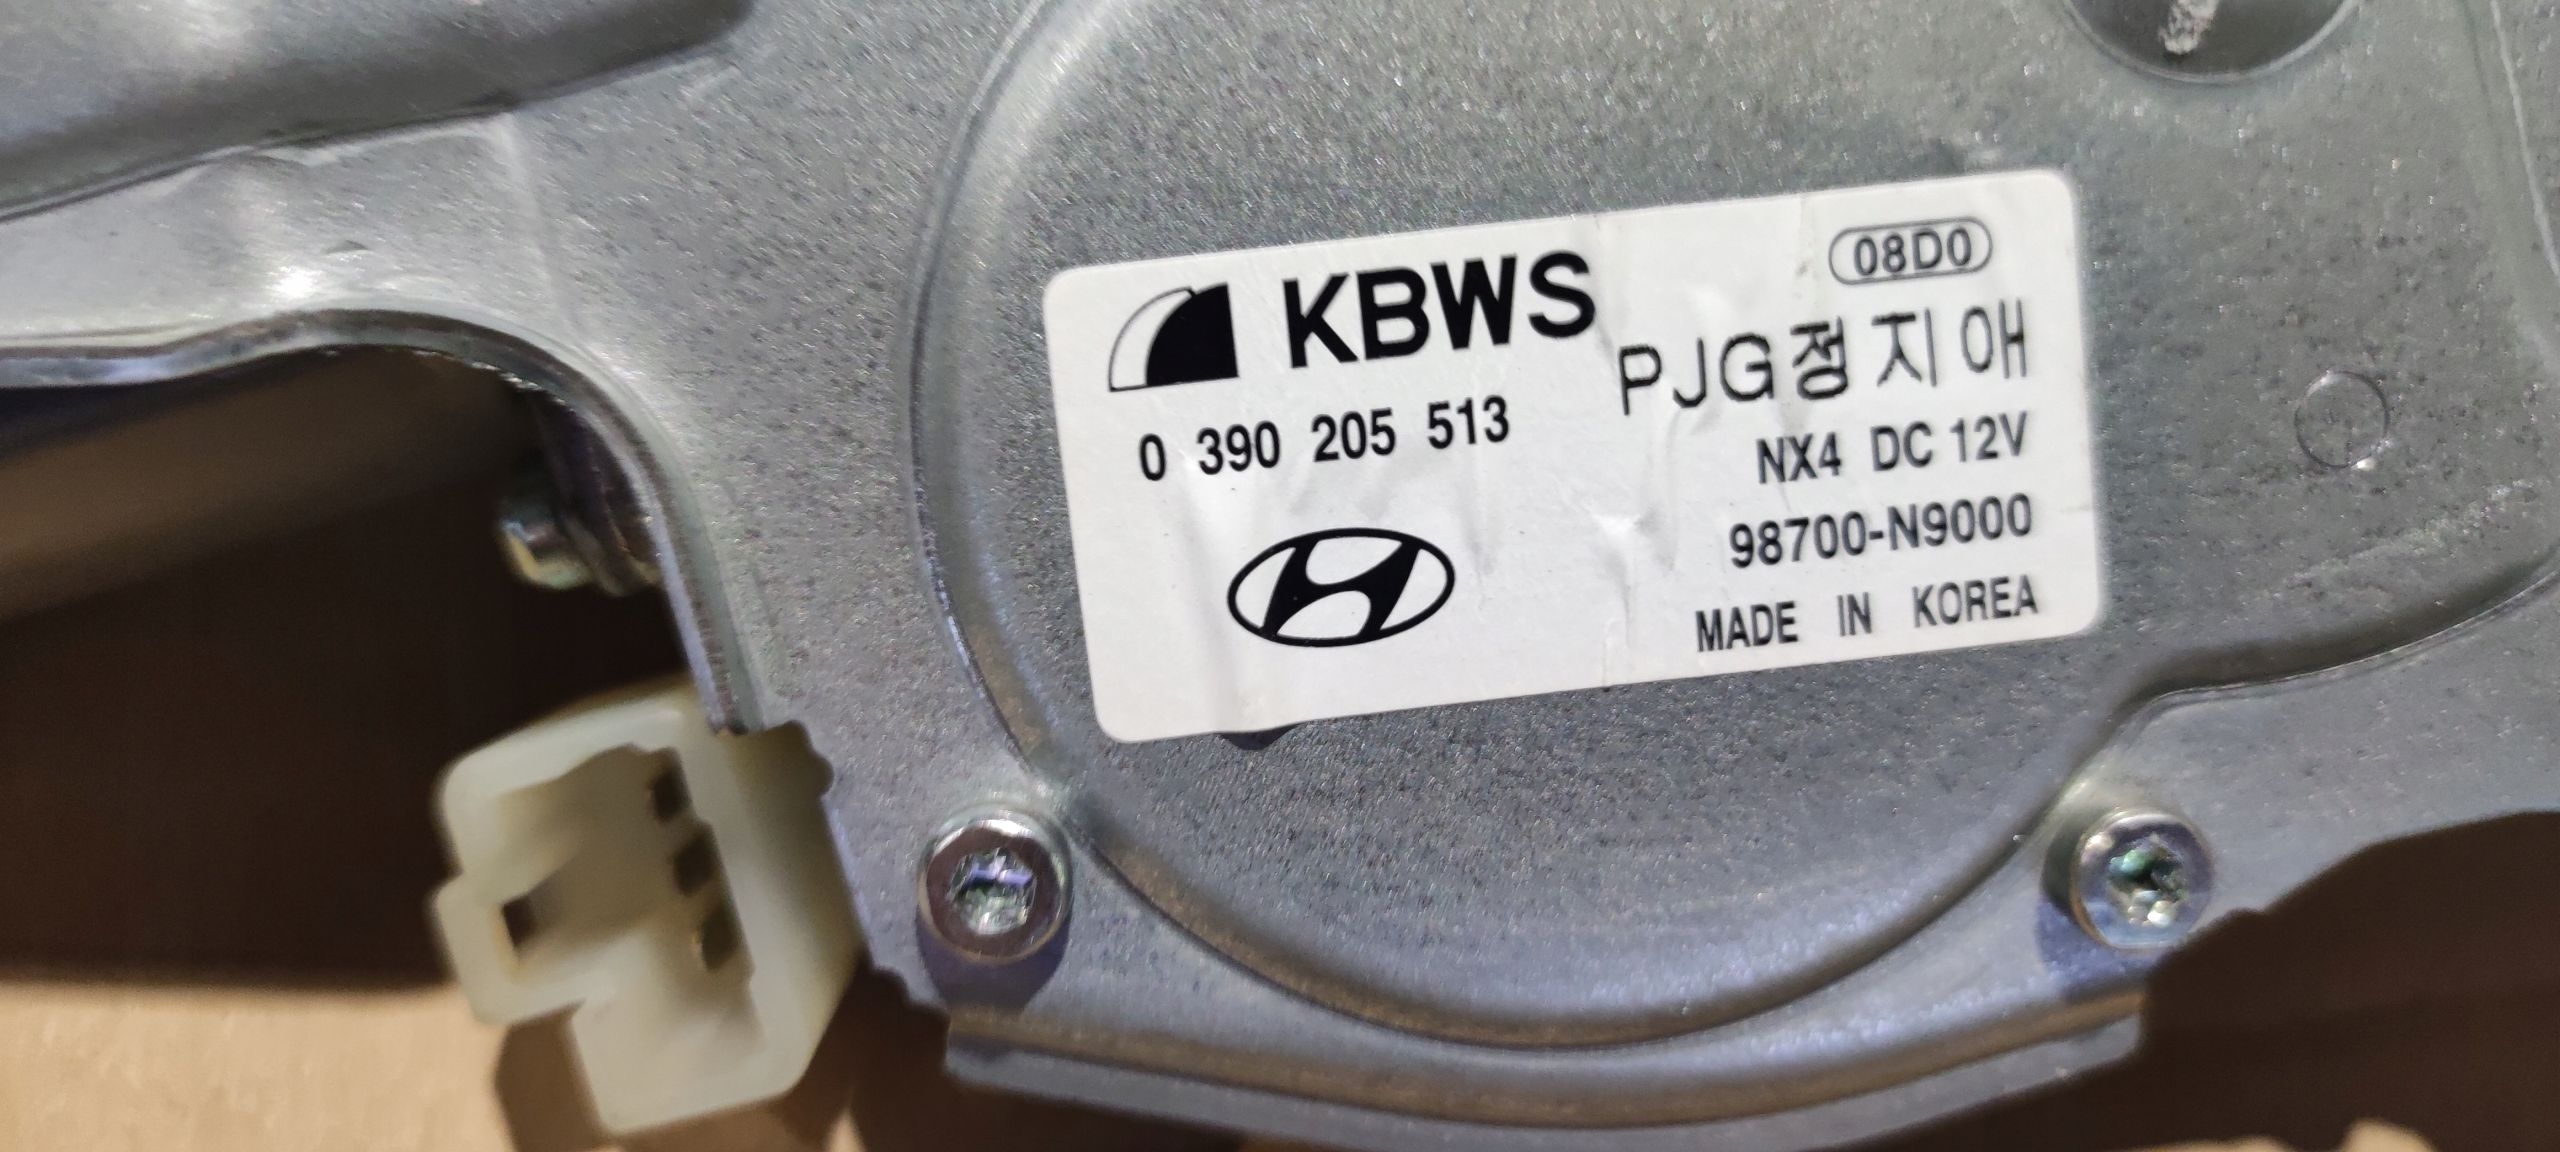 KBWS
08D0
PJG정지애
0 390 205 513
NX4 DC 12V
98700-N9000
MADE IN KOREA